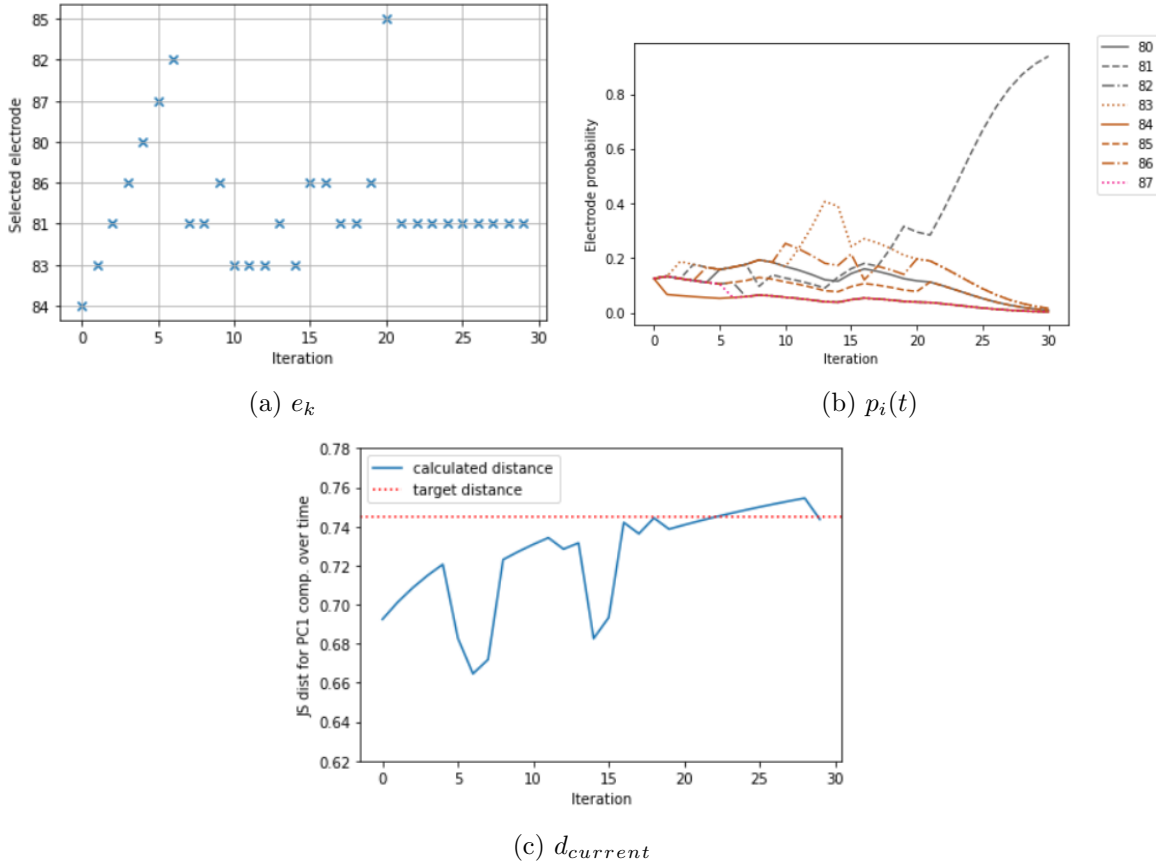 85
82
87
80
86
81
83
84
Selected electrode
0 5 10 15 20 25 30
Iteration
(a) e_k
0.8
0.6
0.4
0.2
0.0
Electrode probability
0 5 10 15 20 25 30
Iteration
80
81
82
83
84
85
86
87
(b) p_i(t)
0.78
0.76
0.74
0.72
0.70
0.68
0.66
0.64
0.62
JS dist for PC1 comp. over time
calculated distance
target distance
0 5 10 15 20 25 30
Iteration
(c) d_current